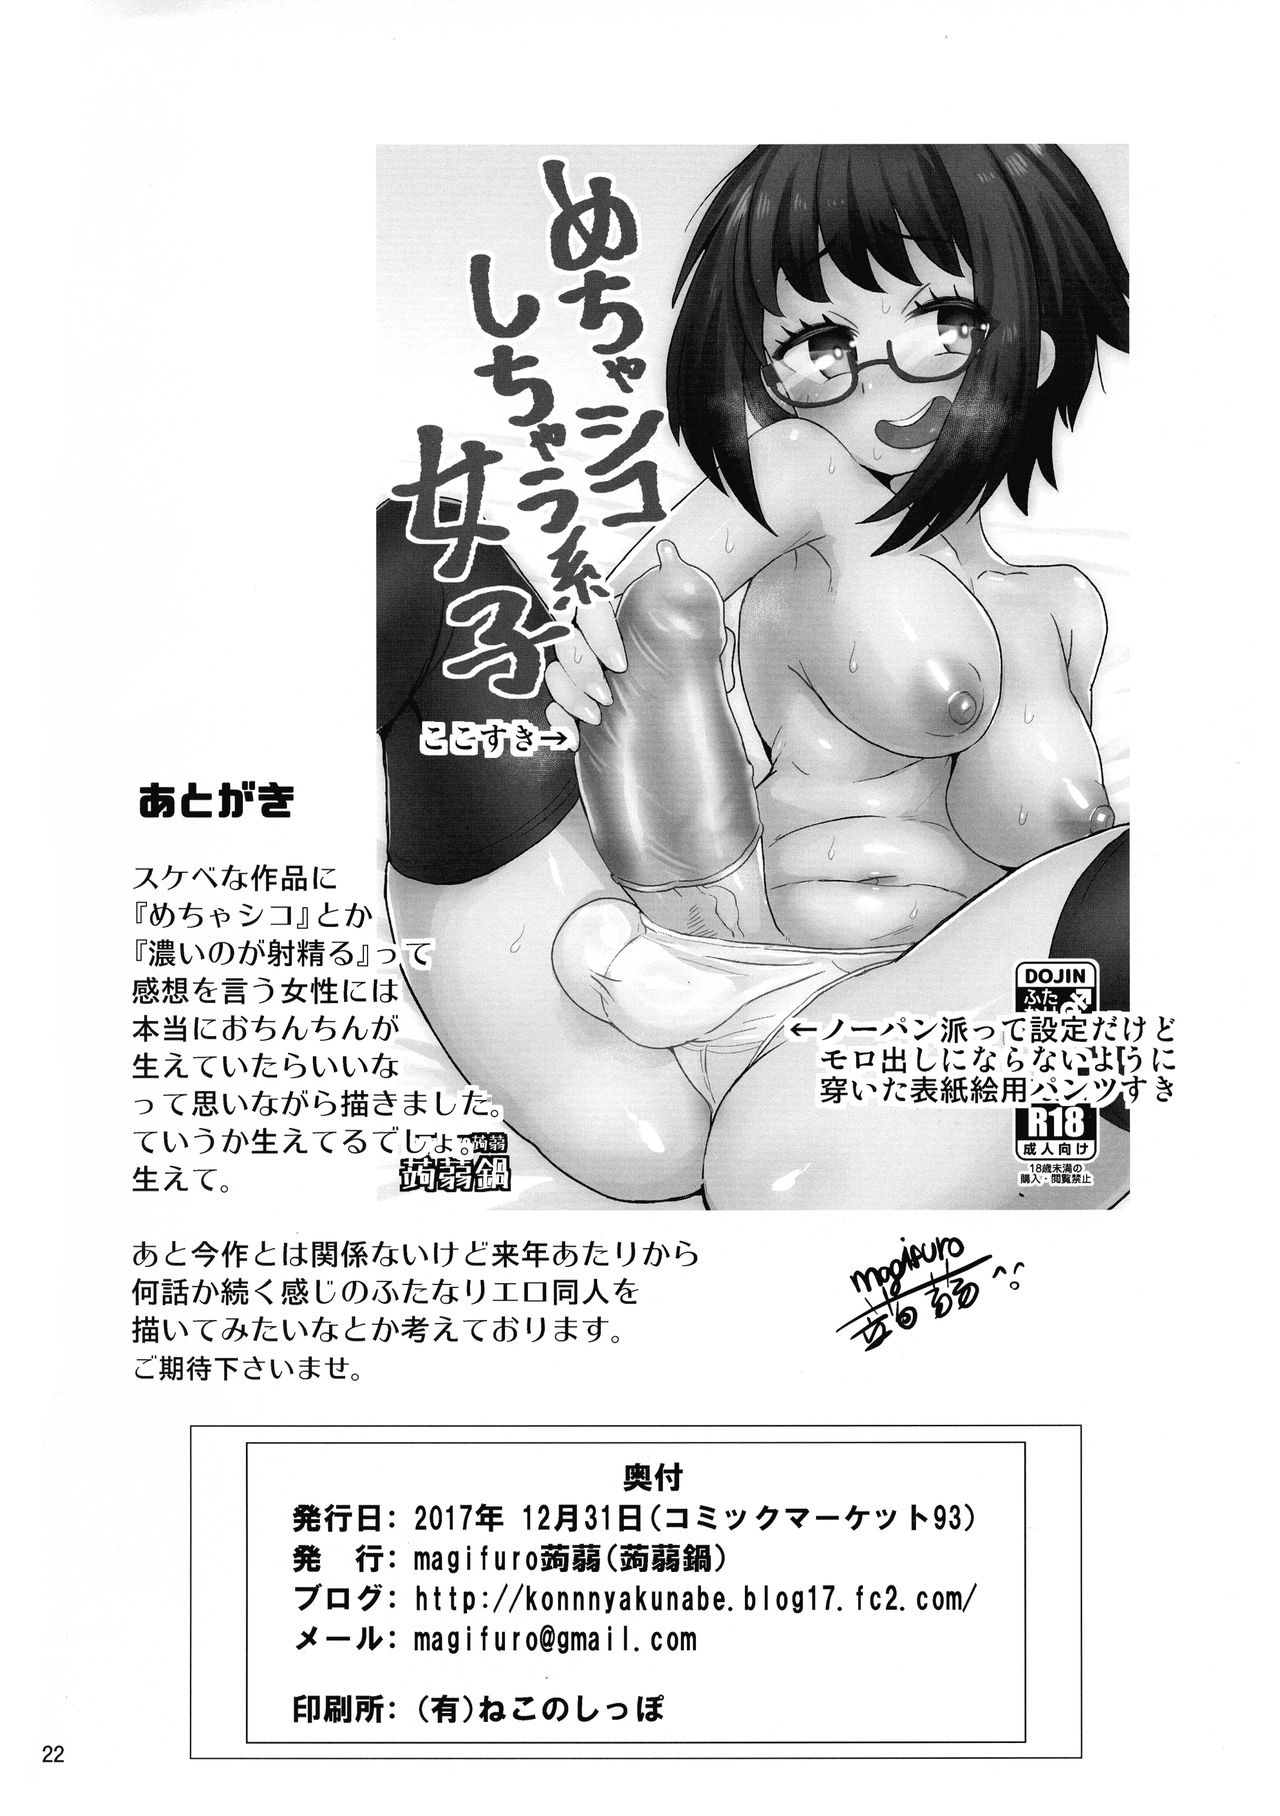 めちゃシコ
しちゃう系
女子
ここすき→
あとがき
スケベな作品に
『めちゃシコ』とか
『濃いのが射精る』って
感想を言う女性には
本当におちんちんが
生えていたらいいな
って思いながら描きました。
ていうか生えてるでしょ。
生えて。
DOJIN
ふた
←ノーパン派って設定だけど
モロ出しにならないように
穿いた表紙絵用パンツすき
R18
成人向け
18歳未満の
購入・閲覧禁止
蒟蒻
蒟蒻鍋
あと今作とは関係ないけど来年あたりから
何話か続く感じのふたなりエロ同人を
描いてみたいなとか考えております。
ご期待下さいませ。
magifuro
蒟蒻
奥付
発行日: 2017年 12月31日(コミックマーケット93)
発　行: magifuro蒟蒻(蒟蒻鍋)
ブログ: http://konnnyakunabe.blog17.fc2.com/
メール: magifuro@gmail.com
印刷所: (有)ねこのしっぽ
22